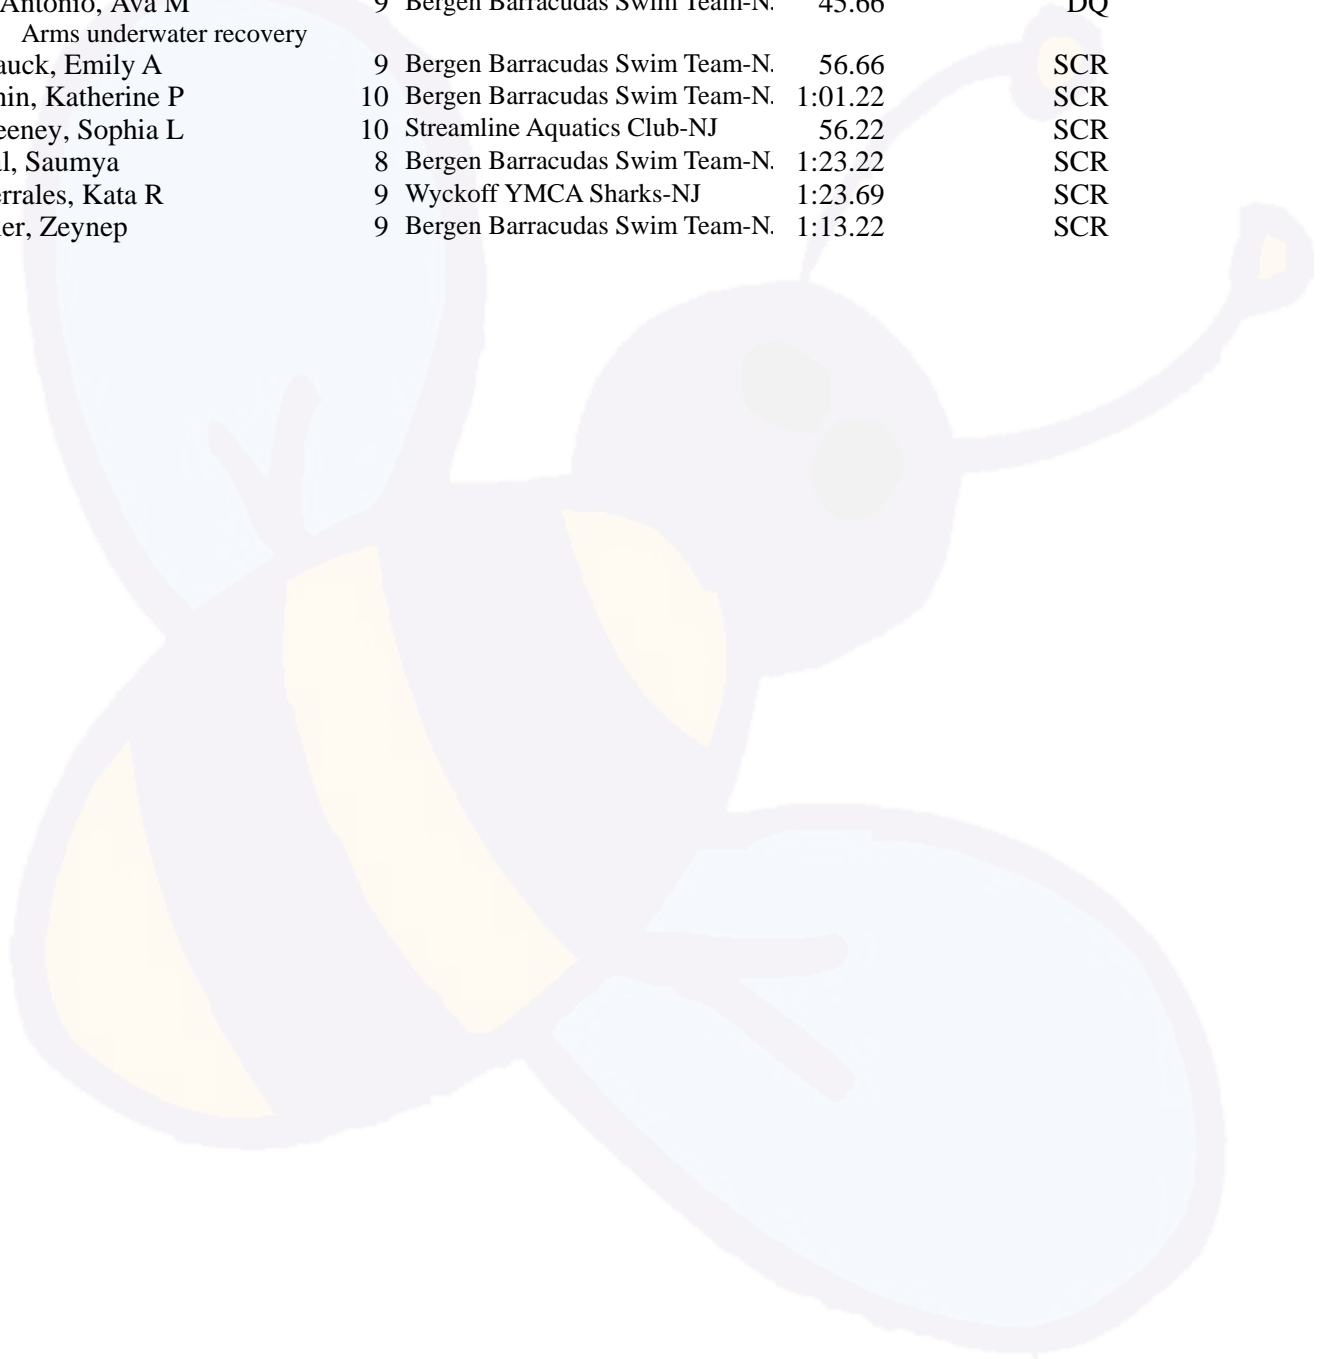 Antonio, Ava M 9 Bergen Barracudas Swim Team-N. 45.66 DQ
Arms underwater recovery
auck, Emily A 9 Bergen Barracudas Swim Team-N. 56.66 SCR
nin, Katherine P 10 Bergen Barracudas Swim Team-N. 1:01.22 SCR
eeney, Sophia L 10 Streamline Aquatics Club-NJ 56.22 SCR
al, Saumya 8 Bergen Barracudas Swim Team-N. 1:23.22 SCR
errales, Kata R 9 Wyckoff YMCA Sharks-NJ 1:23.69 SCR
er, Zeynep 9 Bergen Barracudas Swim Team-N. 1:13.22 SCR